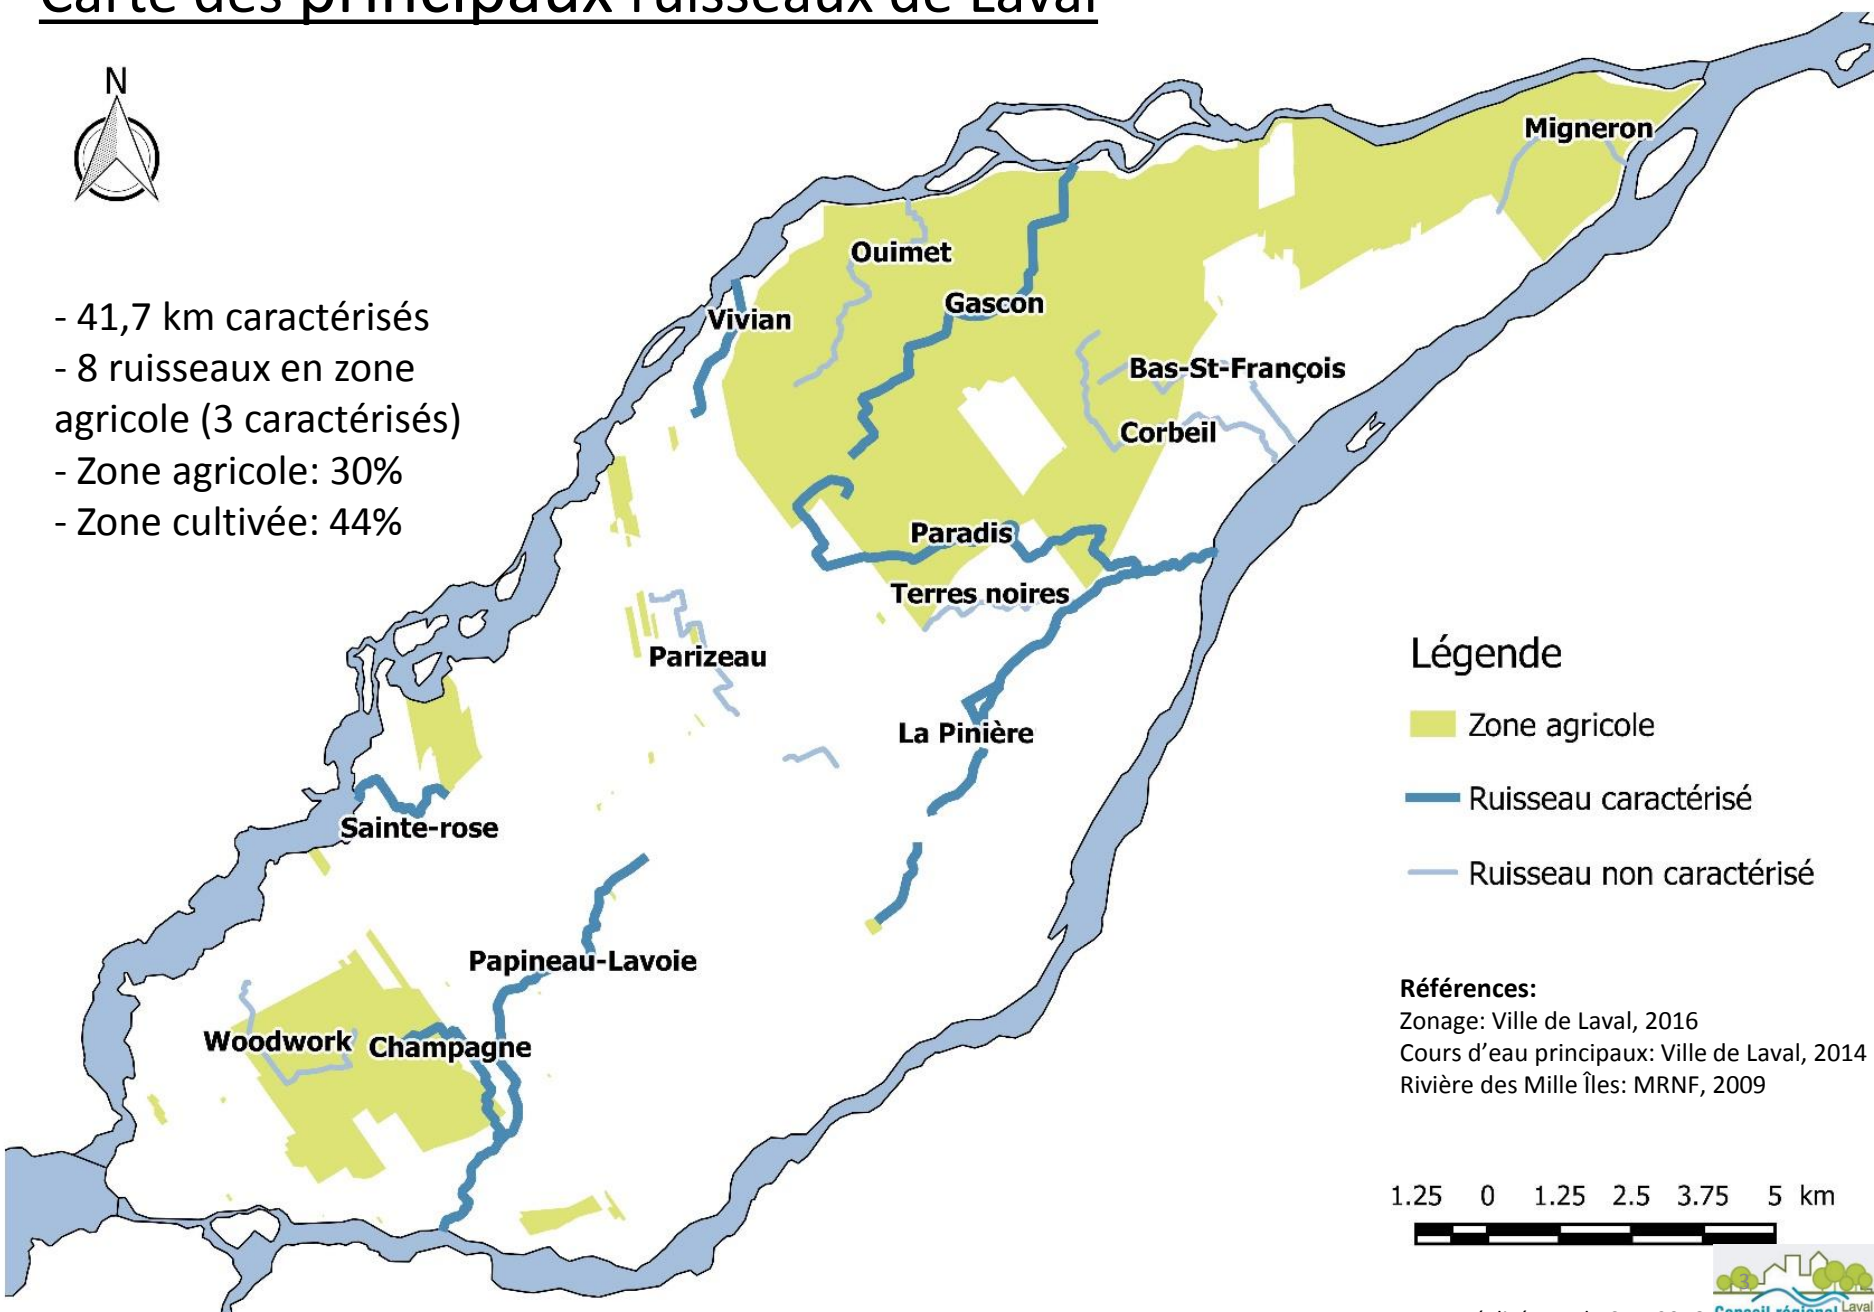 Carte des principaux ruisseaux de Laval
N
- 41,7 km caractérisés
- 8 ruisseaux en zone
agricole (3 caractérisés)
- Zone agricole: 30%
- Zone cultivée: 44%
Migneron
Ouimet
Gascon
Vivian
Bas-St-François
Corbeil
Paradis
Terres noires
Parizeau
La Pinière
Sainte-rose
Papineau-Lavoie
Woodwork
Champagne
Légende
Zone agricole
Ruisseau caractérisé
Ruisseau non caractérisé
Références:
Zonage: Ville de Laval, 2016
Cours d'eau principaux: Ville de Laval, 2014
Rivière des Mille Îles: MRNF, 2009
1.25 0 1.25 2.5 3.75 5 km
3
Conseil régional
Laval